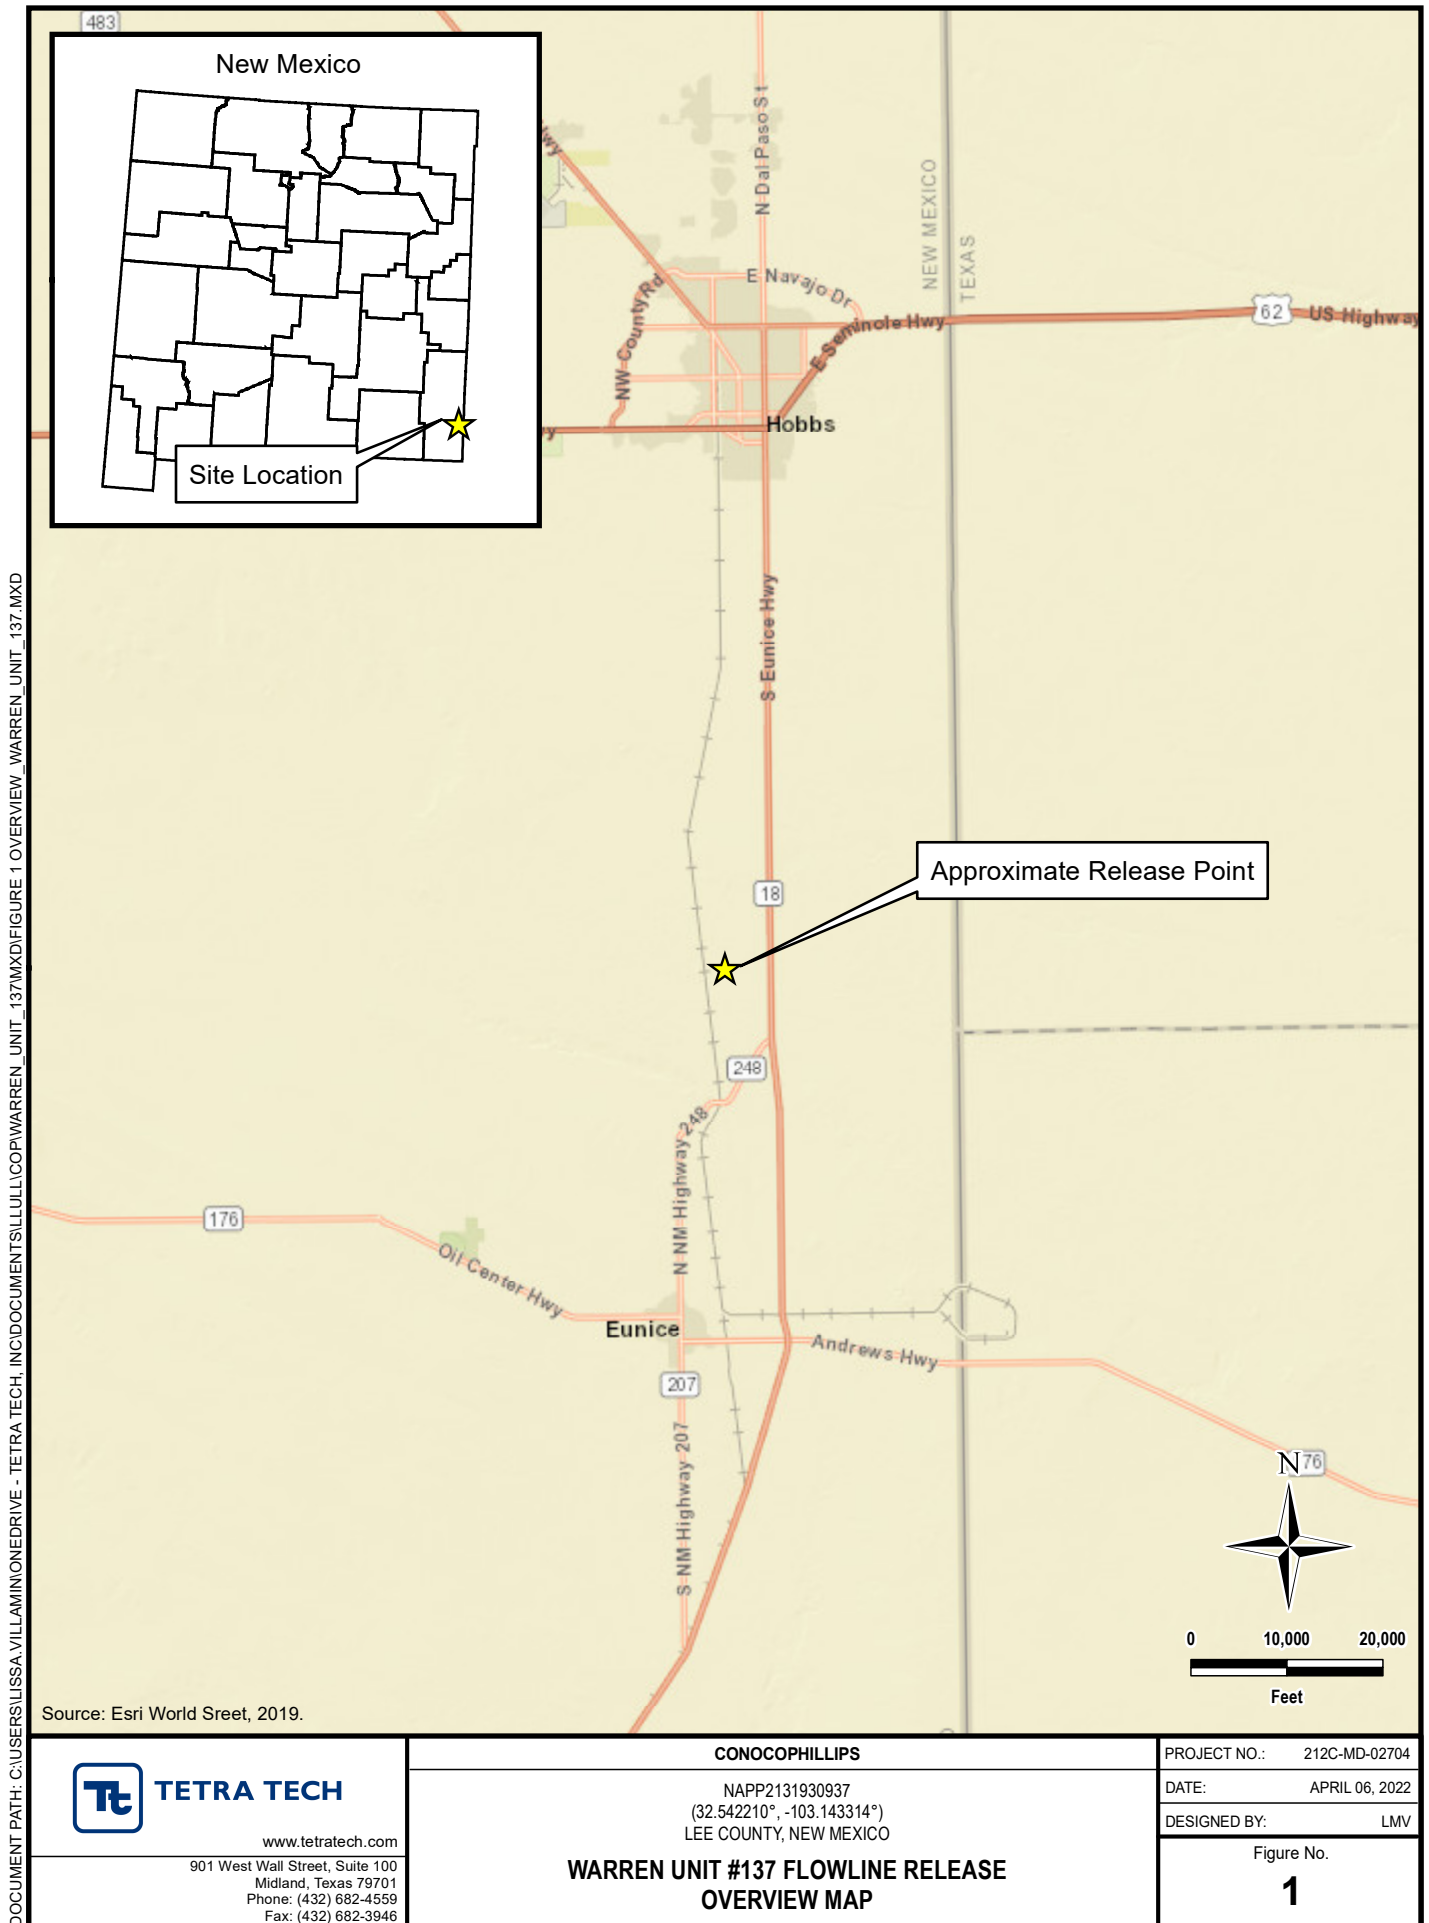 483
New Mexico
Site Location
Hwy
N Dal Paso St
NEW MEXICO
TEXAS
E Navajo Dr
NW County Rd
E Seminole Hwy
62
US Highway
Hobbs
S Eunice Hwy
Approximate Release Point
18
248
N NM Highway 248
176
Oil Center Hwy
Eunice
Andrews Hwy
207
S NM Highway 207
N
76
0 10,000 20,000
Feet
Source: Esri World Sreet, 2019.
DOCUMENT PATH: C:\USERS\LISSA.VILLAMIN\ONEDRIVE - TETRA TECH, INC\DOCUMENTS\LLULL\COP\WARREN_UNIT_137\MXD\FIGURE 1 OVERVIEW_WARREN_UNIT_137.MXD
Tt TETRA TECH
www.tetratech.com
901 West Wall Street, Suite 100
Midland, Texas 79701
Phone: (432) 682-4559
Fax: (432) 682-3946
CONOCOPHILLIPS
NAPP2131930937
(32.542210°, -103.143314°)
LEE COUNTY, NEW MEXICO
WARREN UNIT #137 FLOWLINE RELEASE
OVERVIEW MAP
PROJECT NO.: 212C-MD-02704
DATE: APRIL 06, 2022
DESIGNED BY: LMV
Figure No.
1